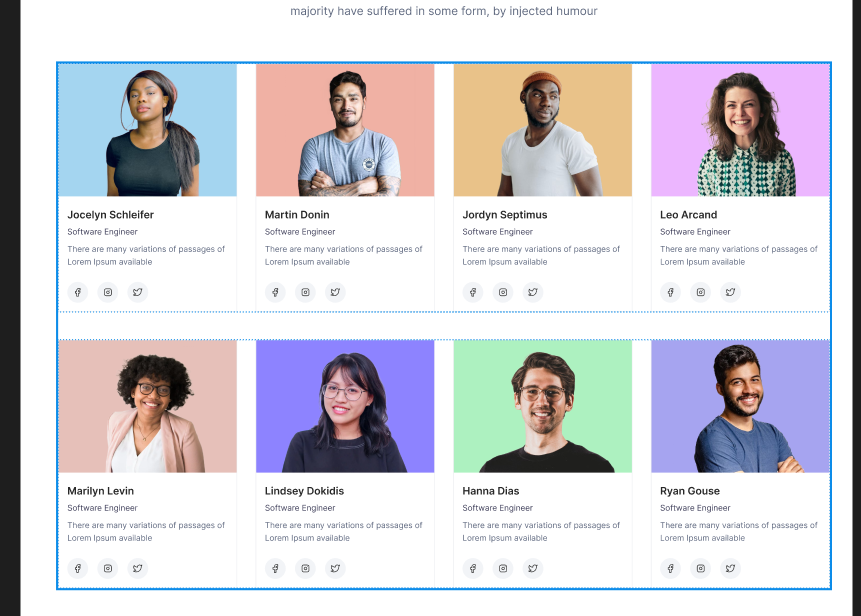 majority have suffered in some form, by injected humour
Jocelyn Schleifer
Software Engineer
There are many variations of passages of
Lorem Ipsum available
Martin Donin
Software Engineer
There are many variations of passages of
Lorem Ipsum available
Jordyn Septimus
Software Engineer
There are many variations of passages of
Lorem Ipsum available
Leo Arcand
Software Engineer
There are many variations of passages of
Lorem Ipsum available
Marilyn Levin
Software Engineer
There are many variations of passages of
Lorem Ipsum available
Lindsey Dokidis
Software Engineer
There are many variations of passages of
Lorem Ipsum available
Hanna Dias
Software Engineer
There are many variations of passages of
Lorem Ipsum available
Ryan Gouse
Software Engineer
There are many variations of passages of
Lorem Ipsum available